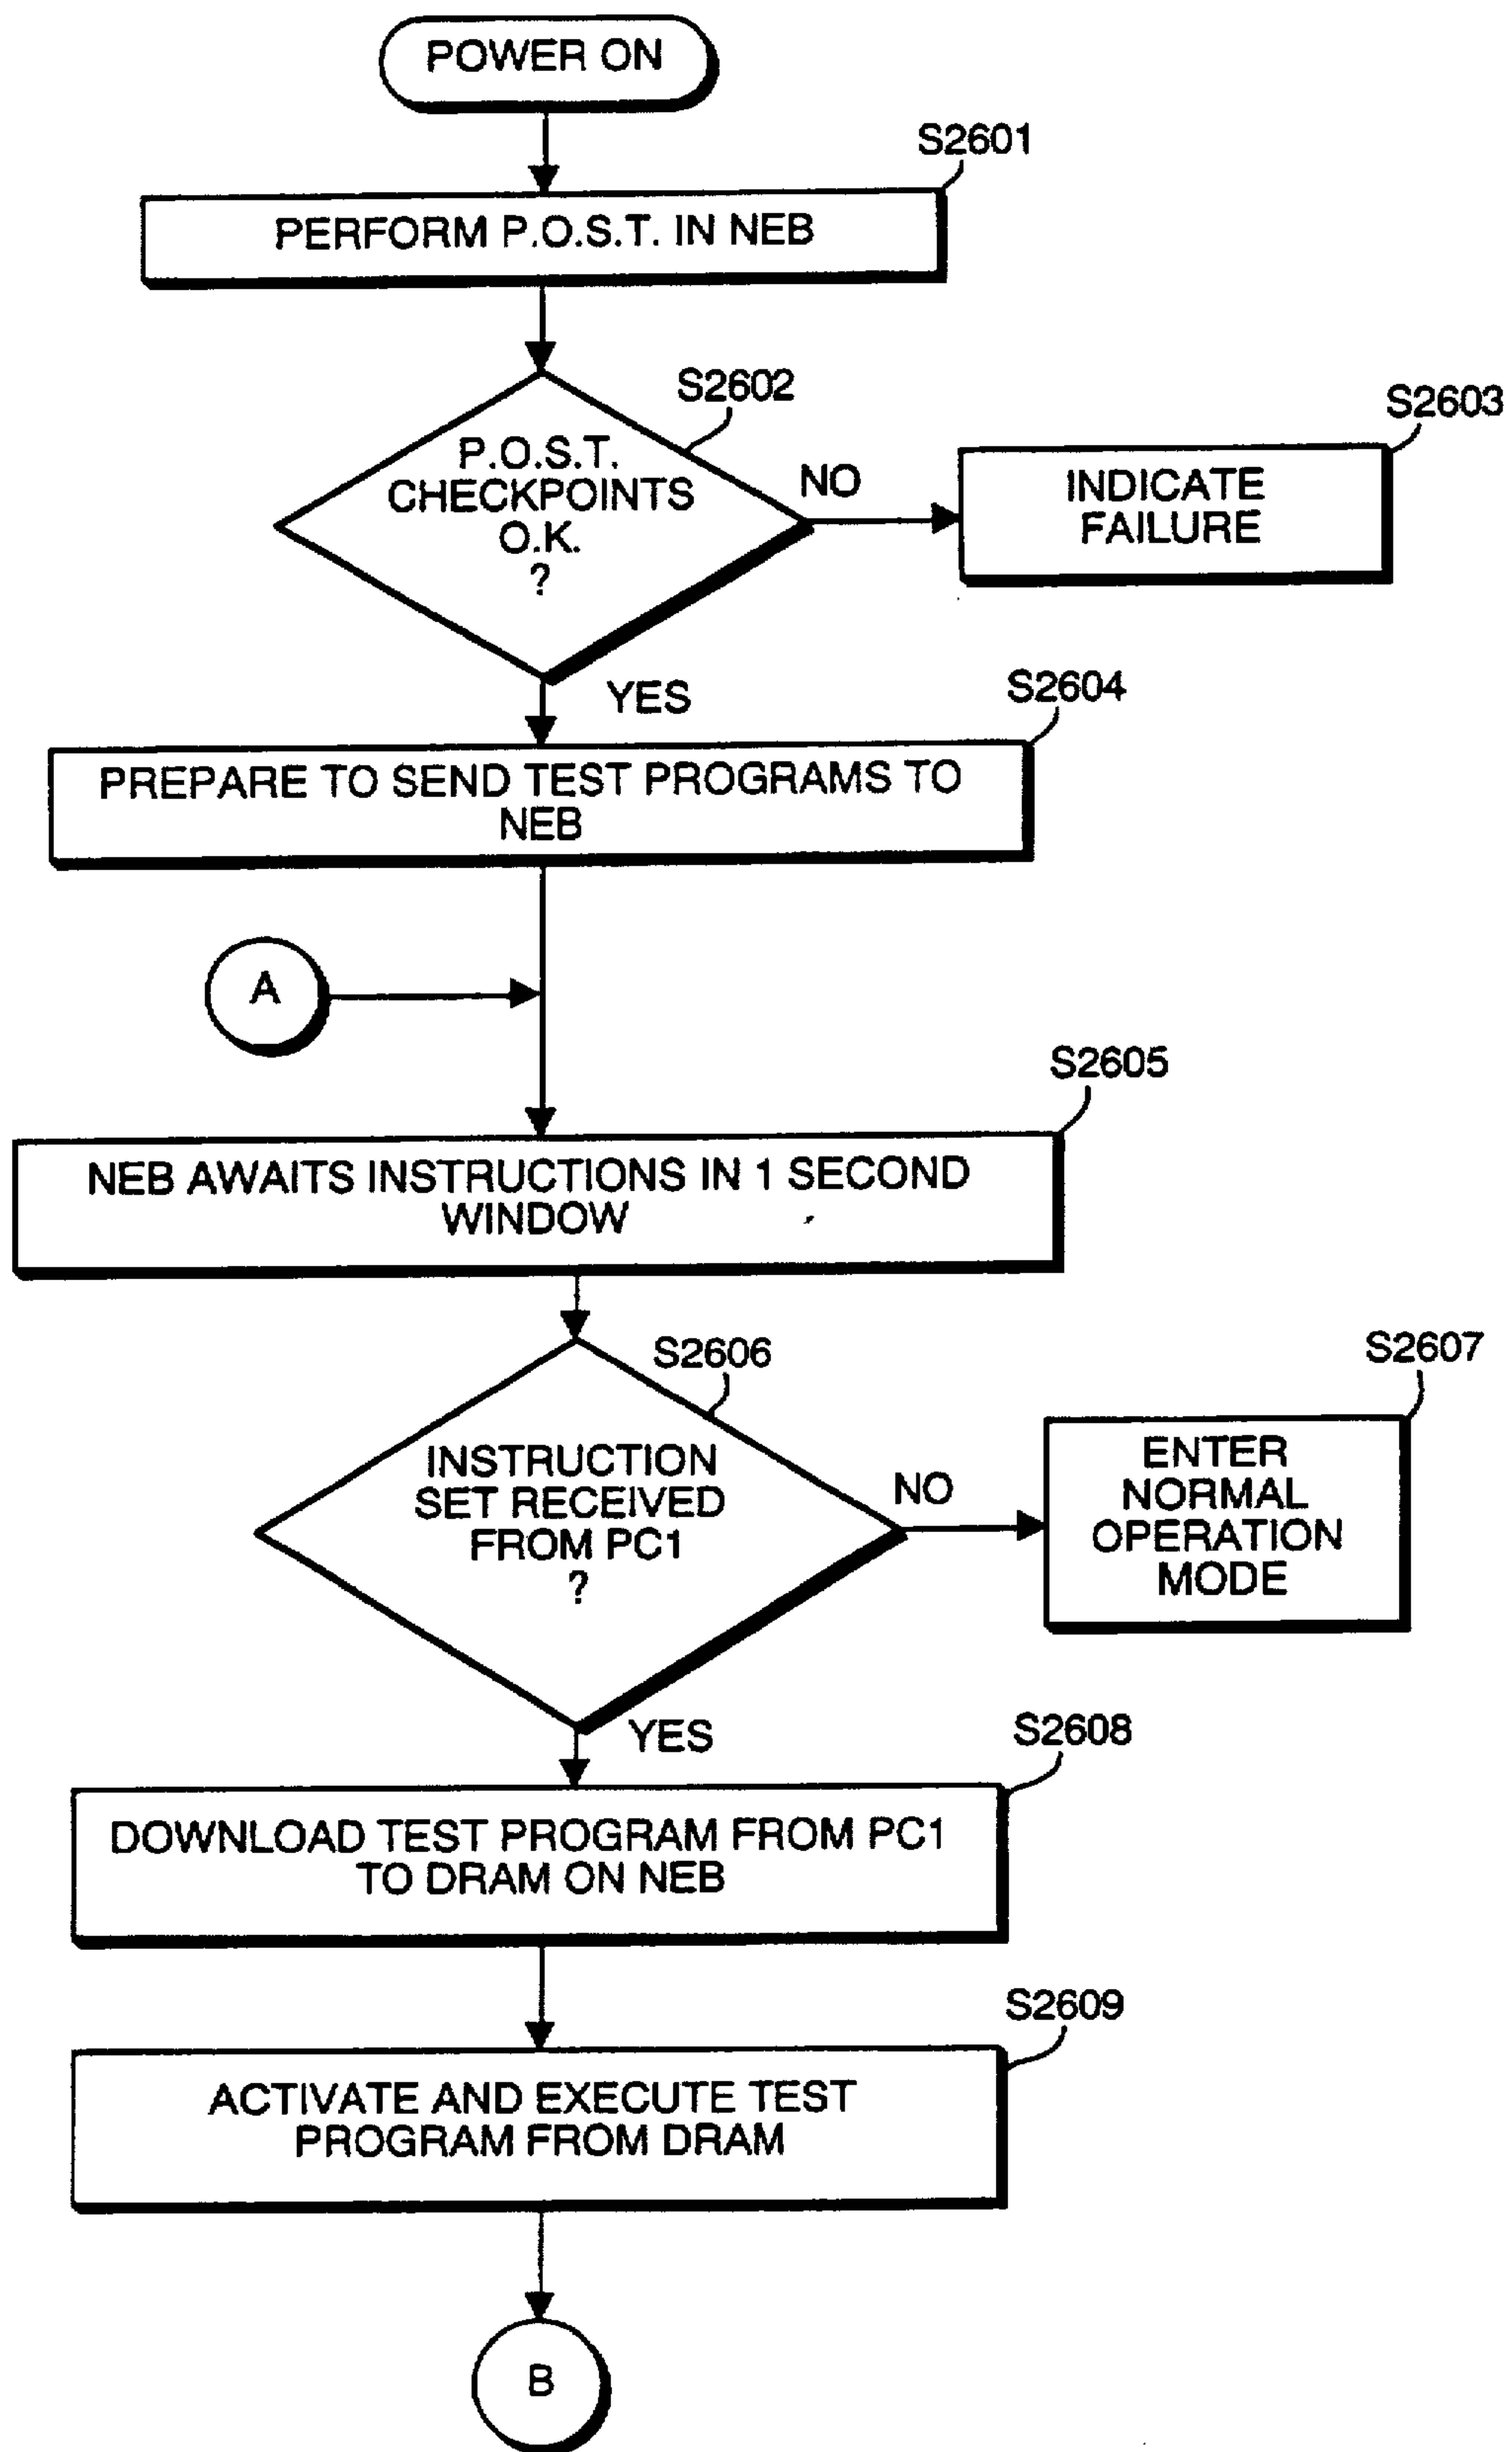 POWER ON
S2601
PERFORM P.O.S.T. IN NEB
S2602
P.O.S.T.
CHECKPOINTS
O.K.
?
NO
S2603
INDICATE
FAILURE
YES
S2604
PREPARE TO SEND TEST PROGRAMS TO
NEB
A
S2605
NEB AWAITS INSTRUCTIONS IN 1 SECOND
WINDOW
S2606
INSTRUCTION
SET RECEIVED
FROM PC1
?
NO
S2607
ENTER
NORMAL
OPERATION
MODE
YES
S2608
DOWNLOAD TEST PROGRAM FROM PC1
TO DRAM ON NEB
S2609
ACTIVATE AND EXECUTE TEST
PROGRAM FROM DRAM
B